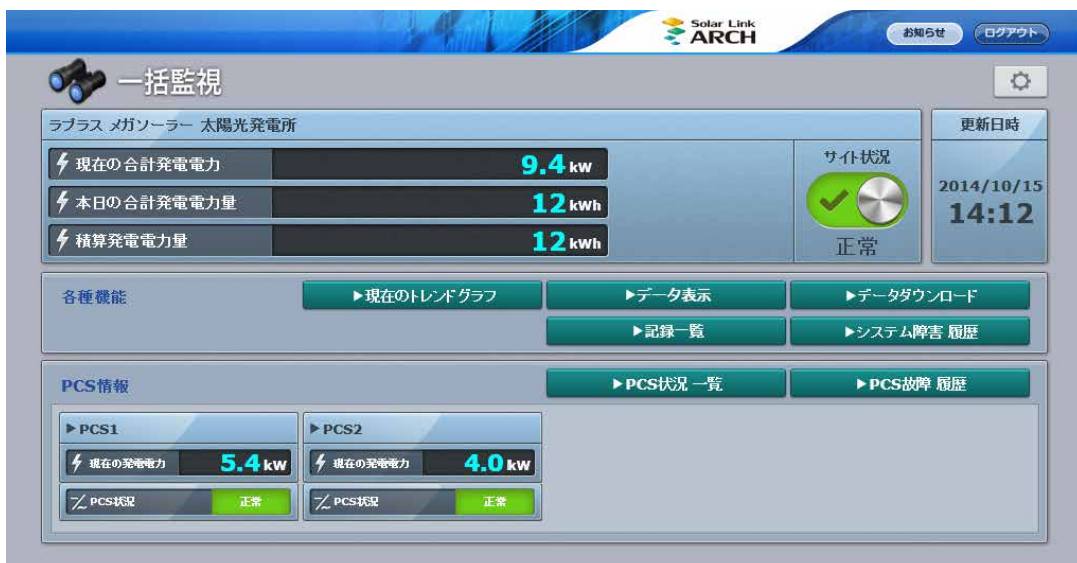 Solar Link
ARCH
お知らせ
ログアウト
一括監視
ラプラス メガソーラー 太陽光発電所
更新日時
現在の合計発電電力
9.4 kW
本日の合計発電電力量
12 kWh
積算発電電力量
12 kWh
サイト状況
正常
2014/10/15
14:12
各種機能
▶現在のトレンドグラフ
▶データ表示
▶データダウンロード
▶記録一覧
▶システム障害 履歴
PCS情報
▶PCS状況 一覧
▶PCS故障 履歴
▶PCS1
▶PCS2
現在の発電電力
5.4 kW
現在の発電電力
4.0 kW
PCS状況
正常
PCS状況
正常